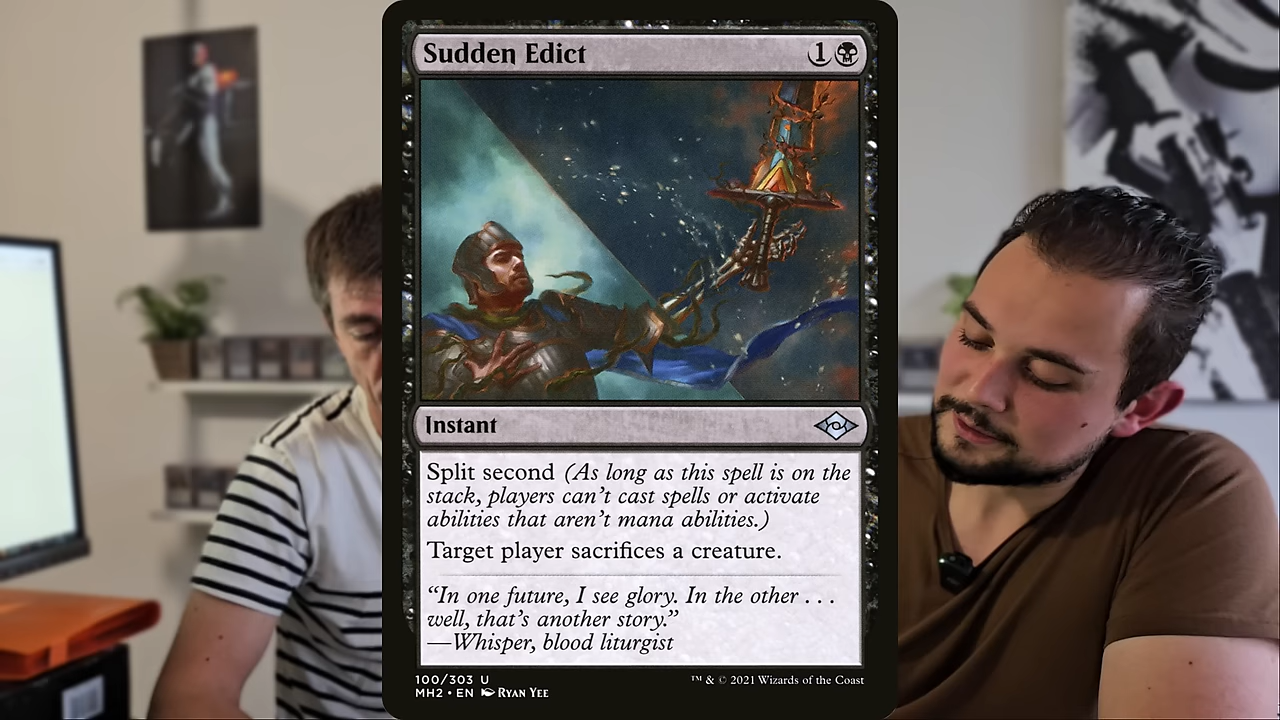 Sudden Edict 1
Instant
Split second (As long as this spell is on the
stack, players can't cast spells or activate
abilities that aren't mana abilities.)
Target player sacrifices a creature.
“In one future, I see glory. In the other . . .
well, that's another story.”
—Whisper, blood liturgist
100/303 U
MH2 • EN Ryan Yee
™ & © 2021 Wizards of the Coast